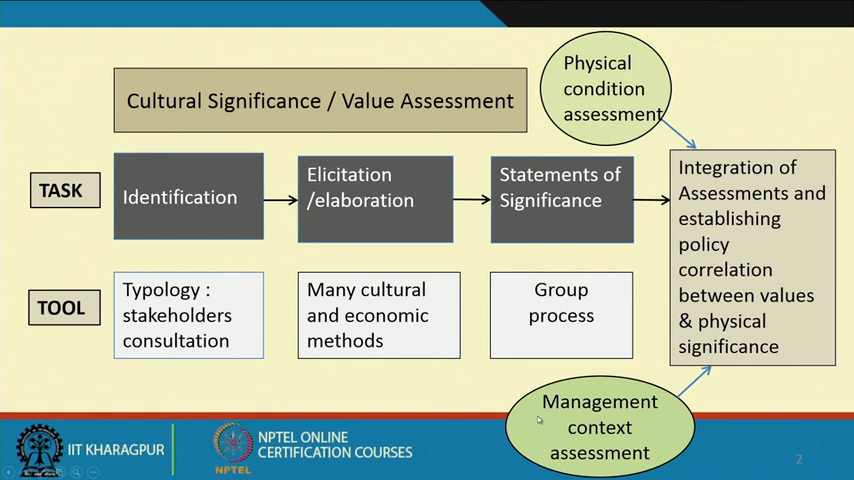 Physical
condition
assessment
Cultural Significance / Value Assessment
TASK
Identification
Elicitation
/elaboration
Statements of
Significance
Integration of
Assessments and
establishing
policy
correlation
between values
& physical
significance
TOOL
Typology :
stakeholders
consultation
Many cultural
and economic
methods
Group
process
Management
context
assessment
IIT KHARAGPUR
NPTEL
NPTEL ONLINE
CERTIFICATION COURSES
2